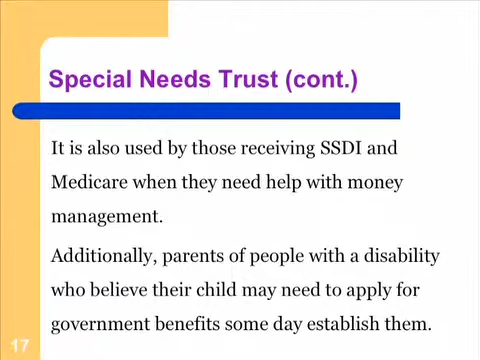 Special Needs Trust (cont.)
It is also used by those receiving SSDI and
Medicare when they need help with money
management.
Additionally, parents of people with a disability
who believe their child may need to apply for
government benefits some day establish them.
17